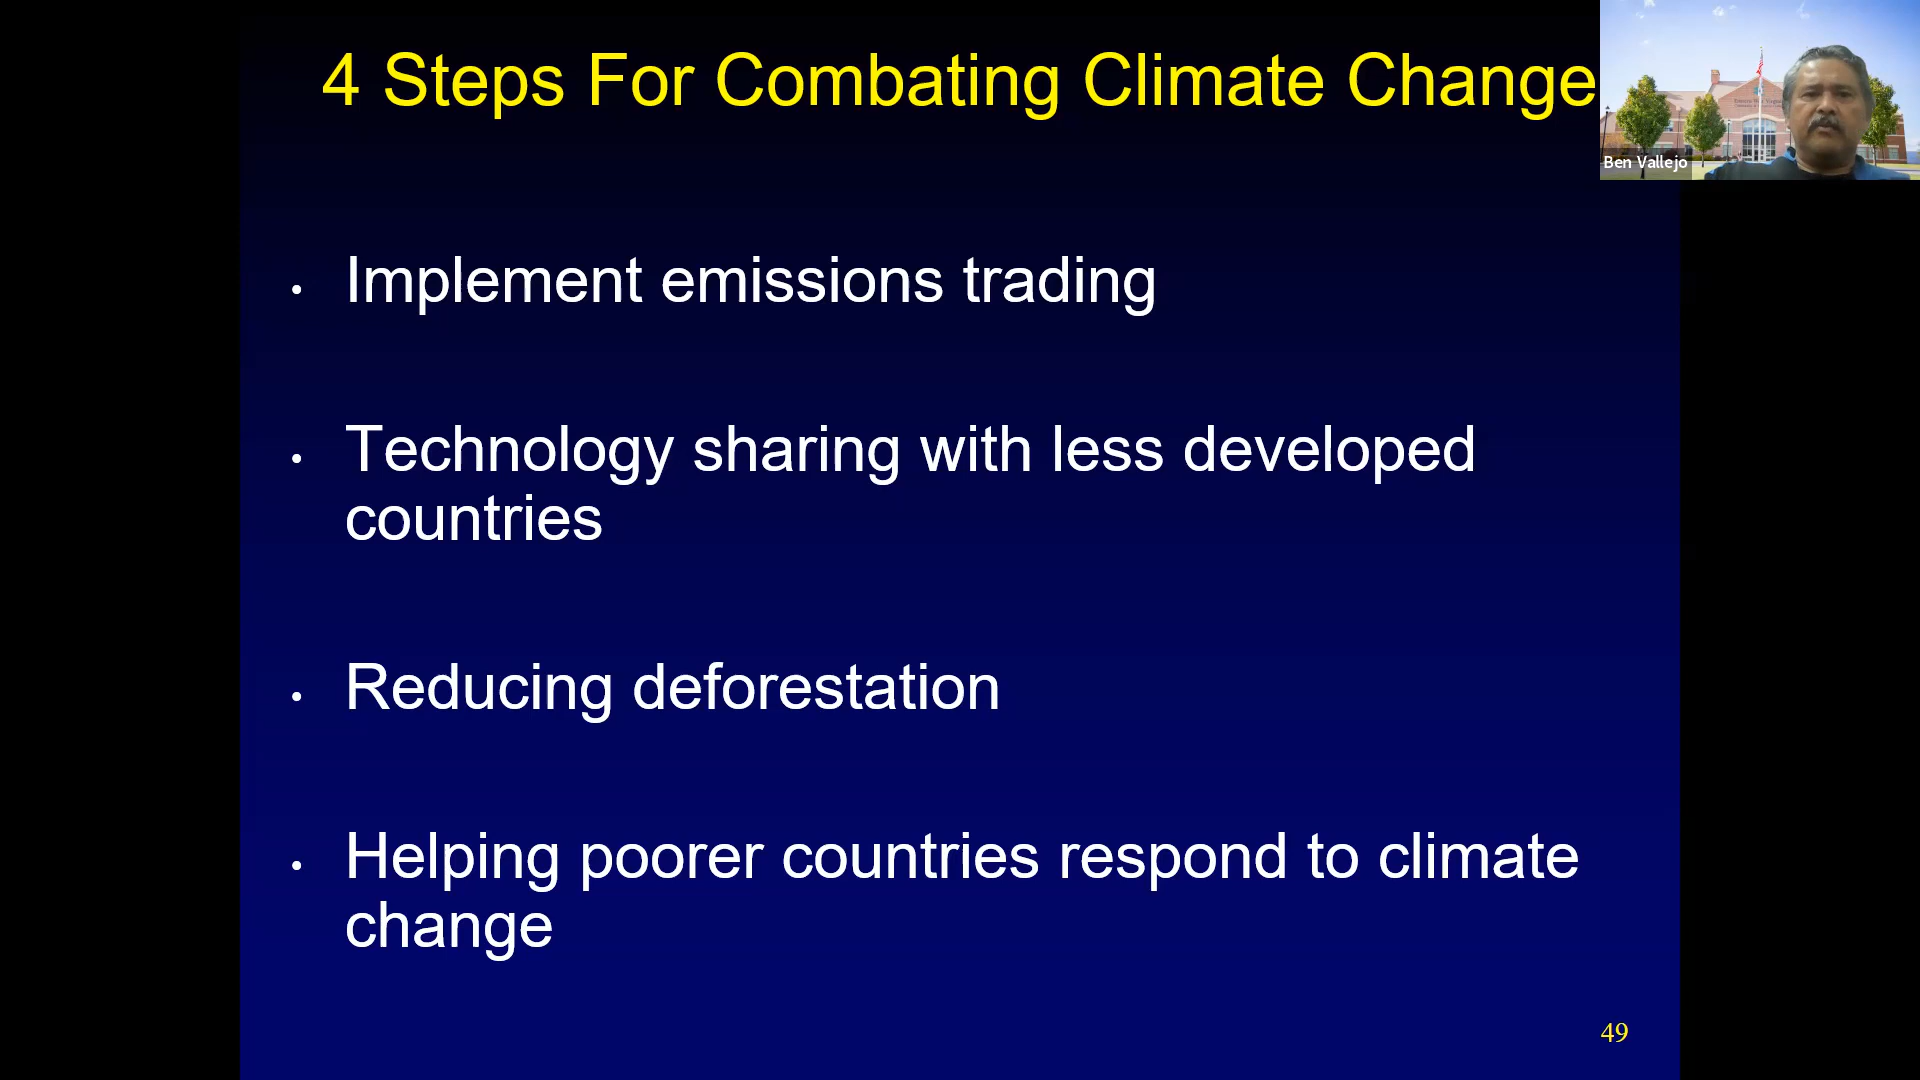 4 Steps For Combating Climate Change
Ben Vallejo
• Implement emissions trading
• Technology sharing with less developed
countries
• Reducing deforestation
• Helping poorer countries respond to climate
change
49